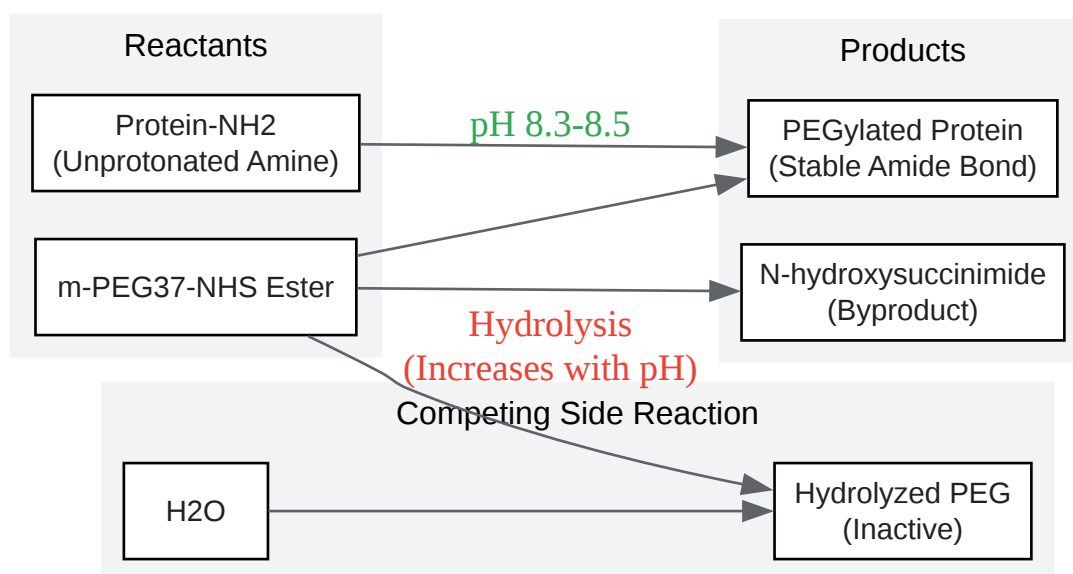 Reactants
Products
Protein-NH2
(Unprotonated Amine)
pH 8.3-8.5
PEGylated Protein
(Stable Amide Bond)
m-PEG37-NHS Ester
N-hydroxysuccinimide
(Byproduct)
Hydrolysis
(Increases with pH)
Competing Side Reaction
H2O
Hydrolyzed PEG
(Inactive)